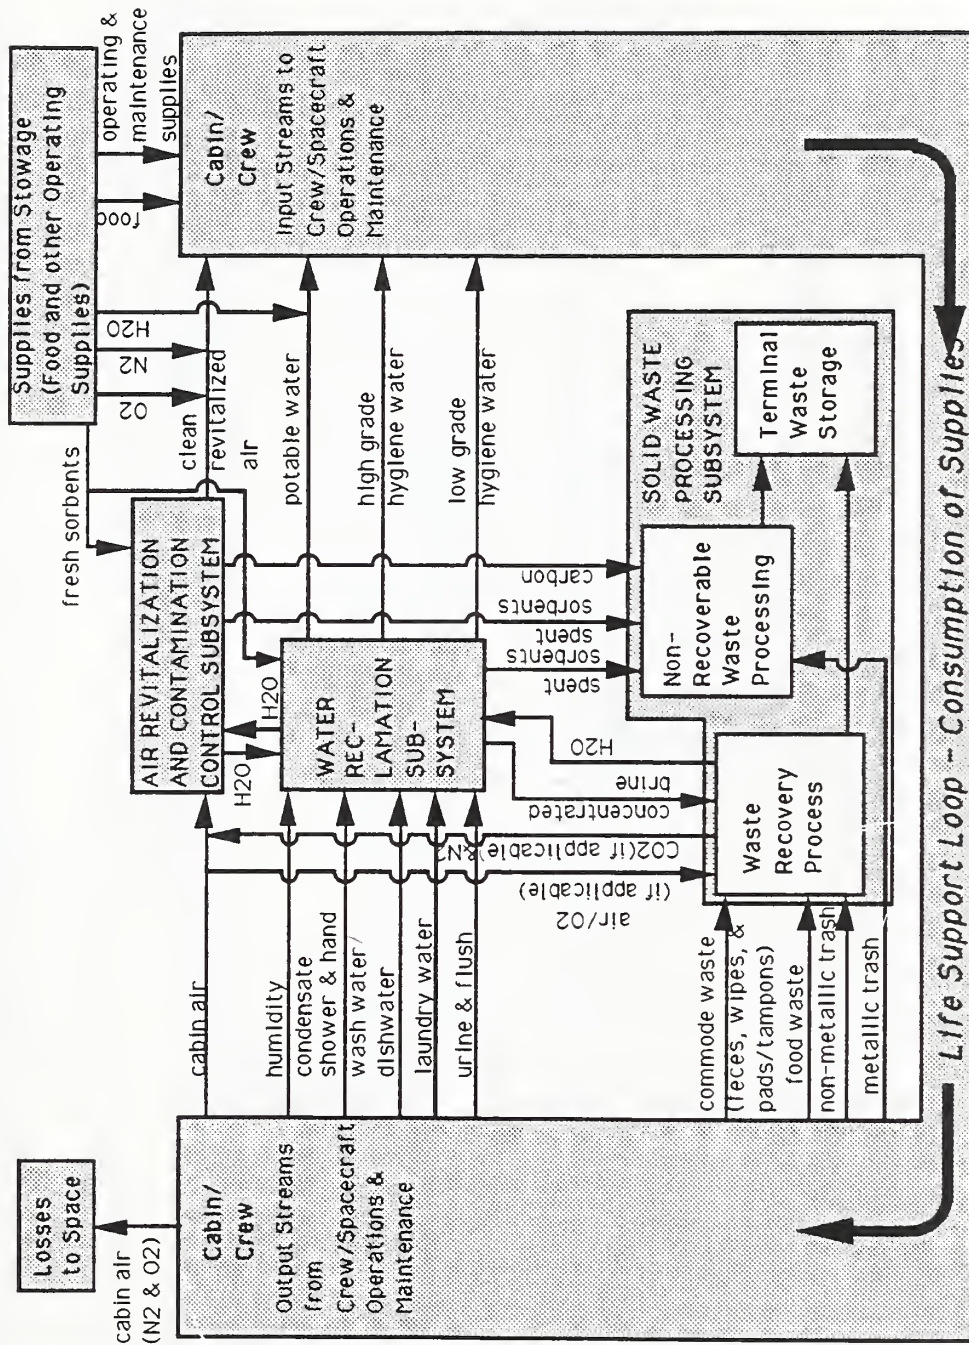 Losses
to Space
cabin air
(N2 & O2)
Cabin/
Crew
Output Streams
from
Crew/Spacecraft
Operations &
Maintenance
cabin air
humidity
condensate
shower & hand
wash water/
dishwater
laundry water
urine & flush
commode waste
(feces, wipes, &
pads/tampons)
food waste
non-metallic trash
metallic trash
Supplies from Stowage
(Food and other Operating
Supplies)
fresh sorbents
O2
N2
H2O
food
operating &
maintenance
supplies
AIR REVITALIZATION
AND CONTAMINATION
CONTROL SUBSYSTEM
clean
revitalized
air
H2O
H2O
WATER
REC-
LAMATION
SUB-
SYSTEM
potable water
high grade
hygiene water
low grade
hygiene water
air/O2
(if applicable)
CO2(if applicable)&N2
concentrated
brine
H2O
spent
sorbents
spent
sorbents
carbon
SOLID WASTE
PROCESSING
SUBSYSTEM
Waste
Recovery
Process
Non-
Recoverable
Waste
Processing
Terminal
Waste
Storage
Cabin/
Crew
Input Streams to
Crew/Spacecraft
Operations &
Maintenance
Life Support Loop - Consumption of Supplies